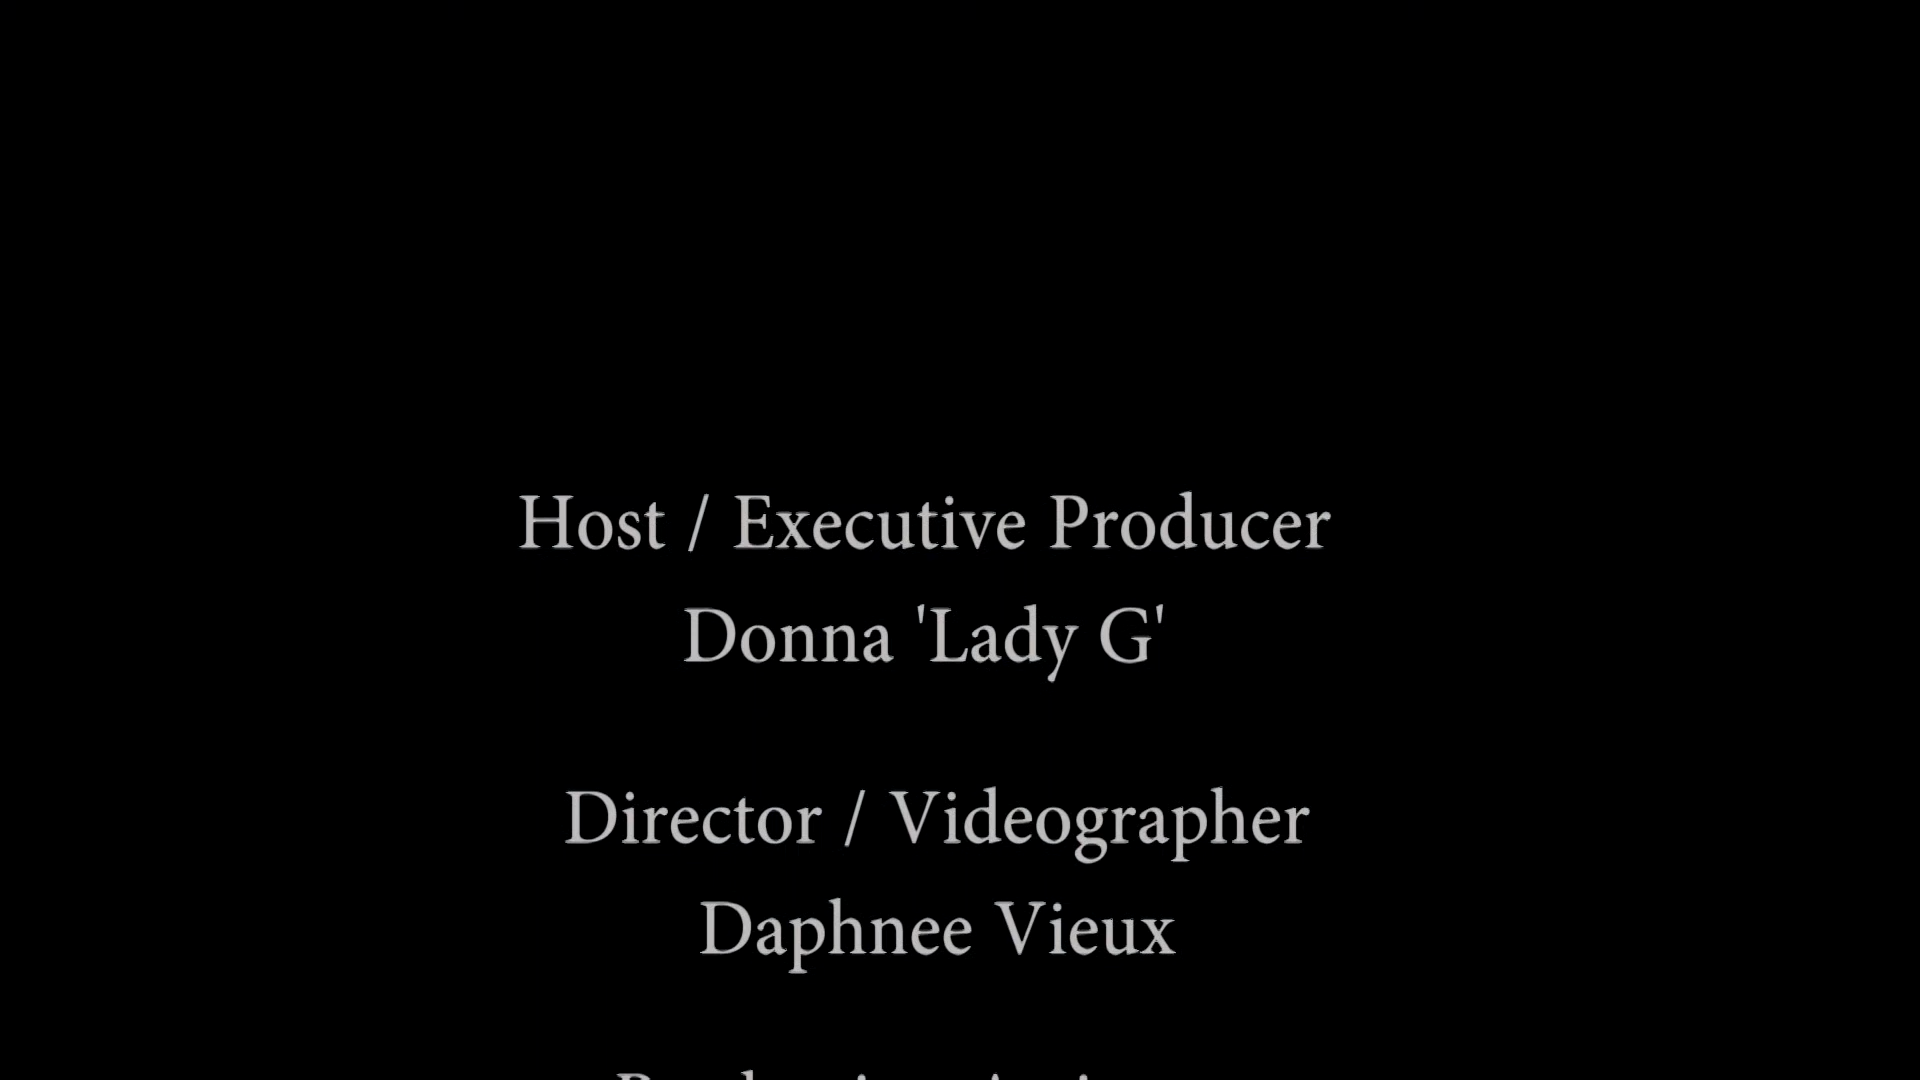 Host / Executive Producer
Donna 'Lady G'
Director / Videographer
Daphnee Vieux